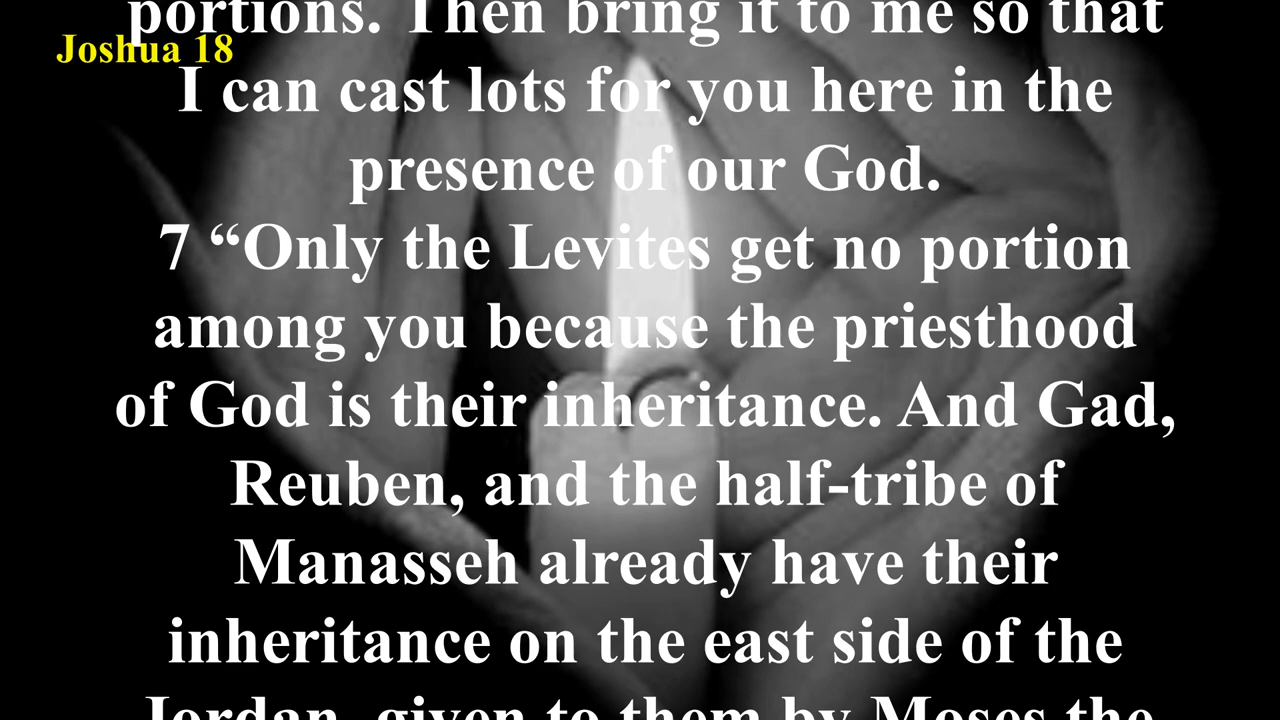 portions. Then bring it to me so that
Joshua 18
I can cast lots for you here in the
presence of our God.
7 “Only the Levites get no portion
among you because the priesthood
of God is their inheritance. And Gad,
Reuben, and the half-tribe of
Manasseh already have their
inheritance on the east side of the
Jordan, given to them by Moses the